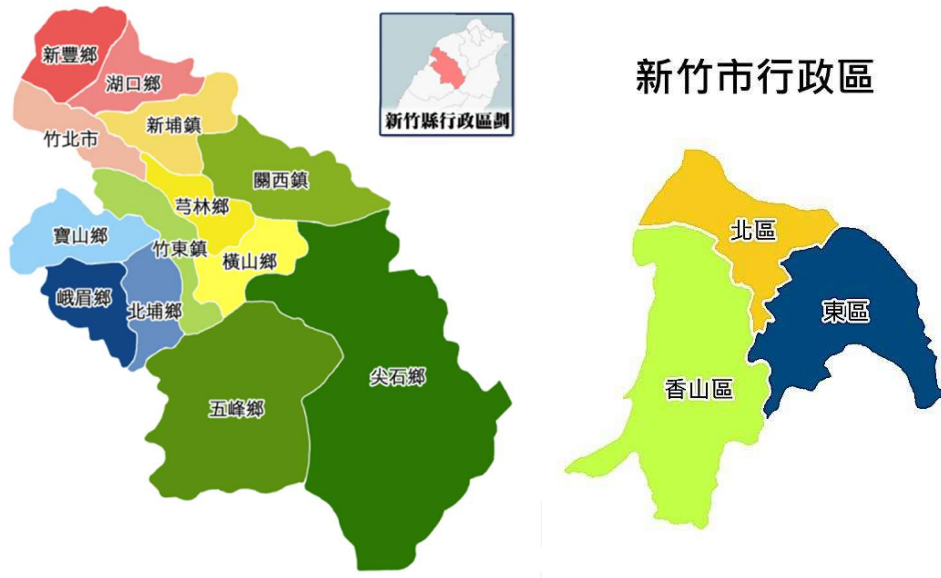 新豐鄉
湖口鄉
竹北市
新埔鎮
關西鎮
芎林鄉
寶山鄉
竹東鎮
橫山鄉
峨眉鄉
北埔鄉
尖石鄉
五峰鄉
新竹縣行政區劃
新竹市行政區
北區
東區
香山區